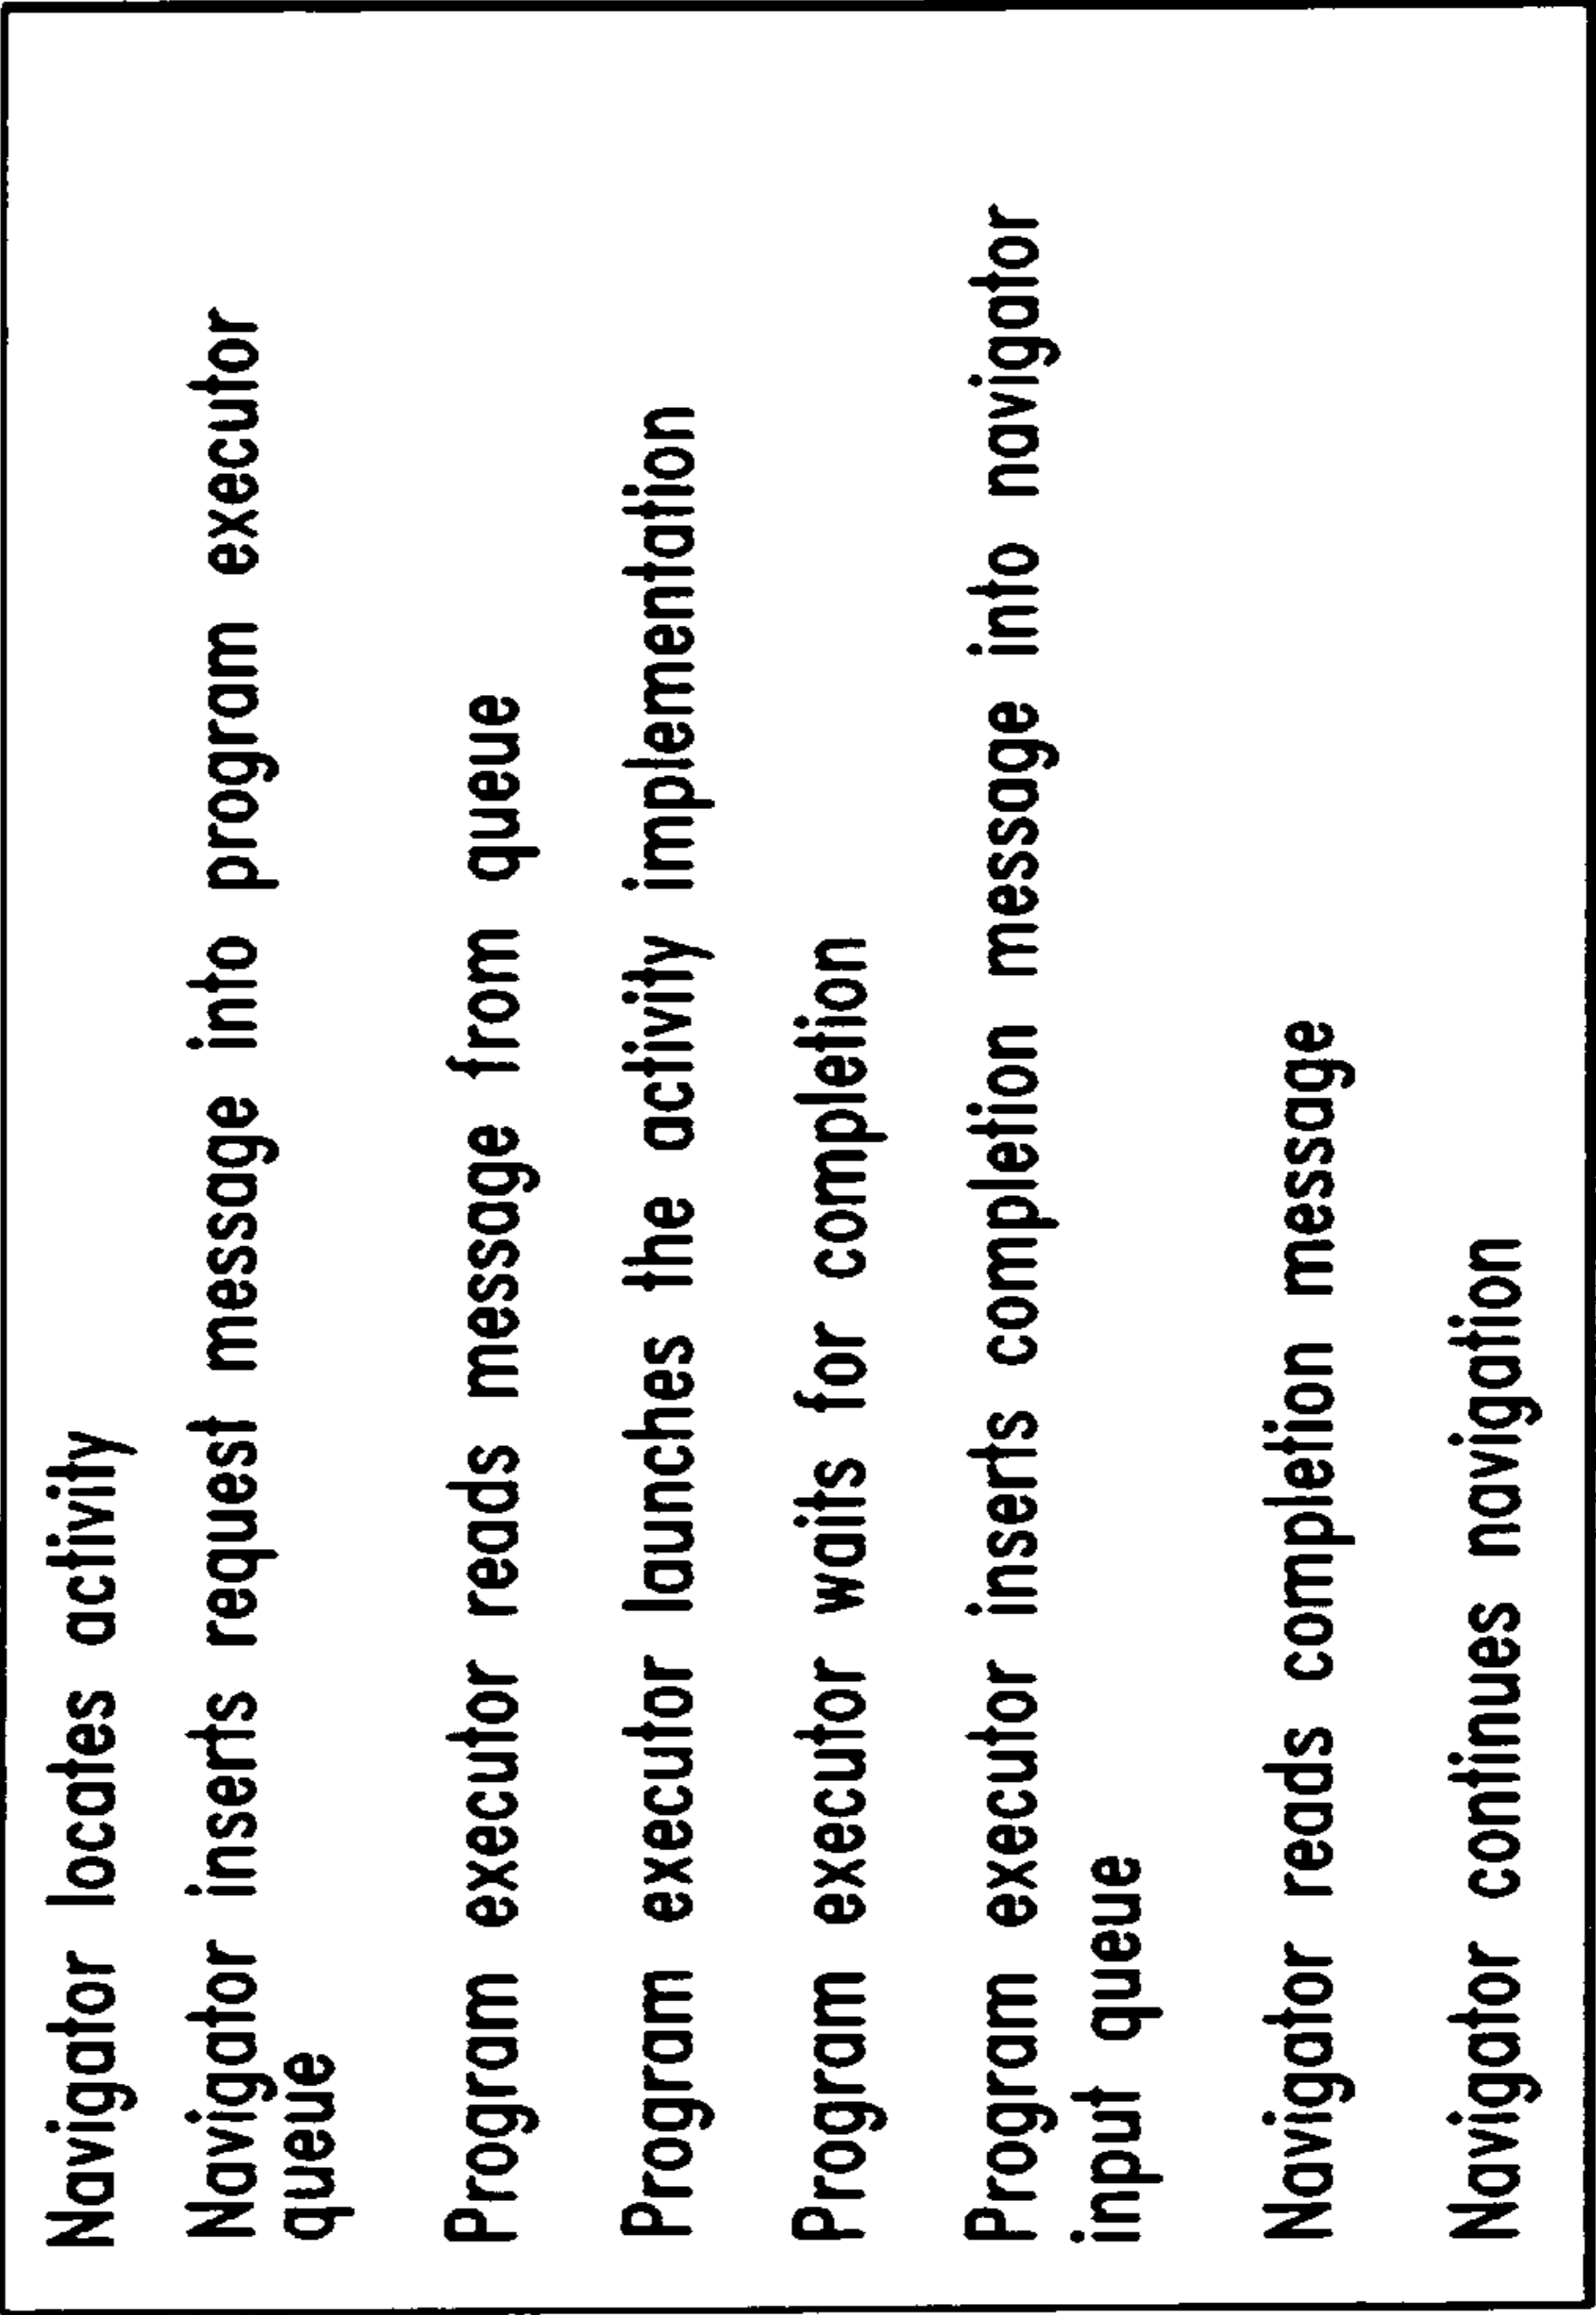 Navigator locates activity
Navigator inserts request message into program executor
queue
Program executor reads message from queue
Program executor launches the activity implementation
Program executor waits for completion
Program executor inserts completion message into navigator
input queue
Navigator reads completion message
Navigator continues navigation